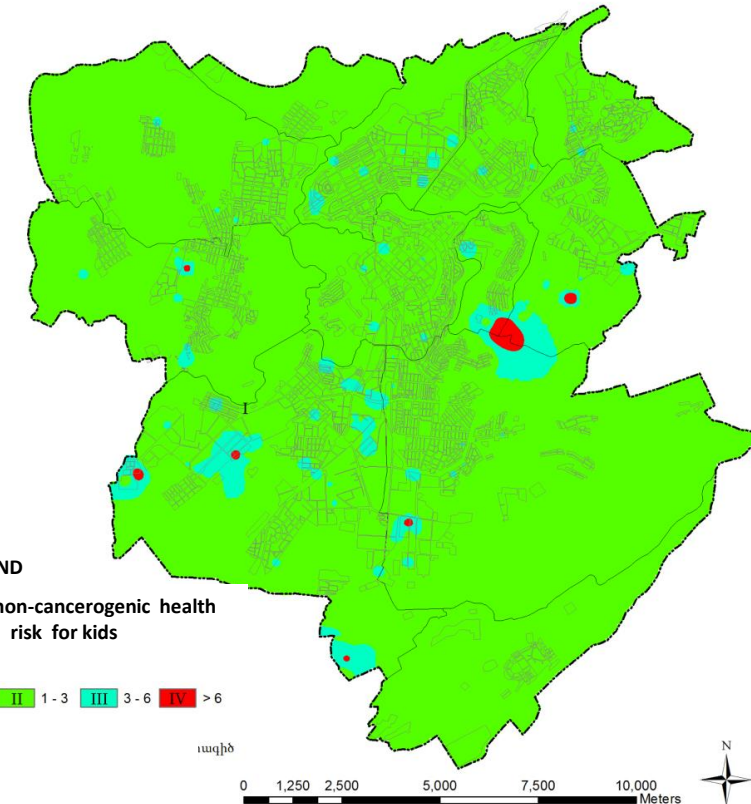 I
ND
non-cancerogenic health
risk for kids
II 1 - 3 III 3 - 6 IV > 6
ագիծ
N
0 1,250 2,500 5,000 7,500 10,000
Meters